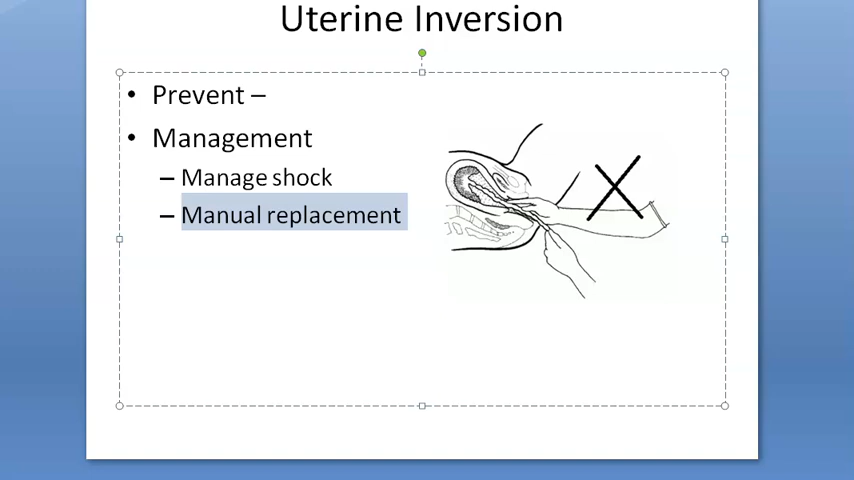 Uterine Inversion
• Prevent –
• Management
– Manage shock
– Manual replacement